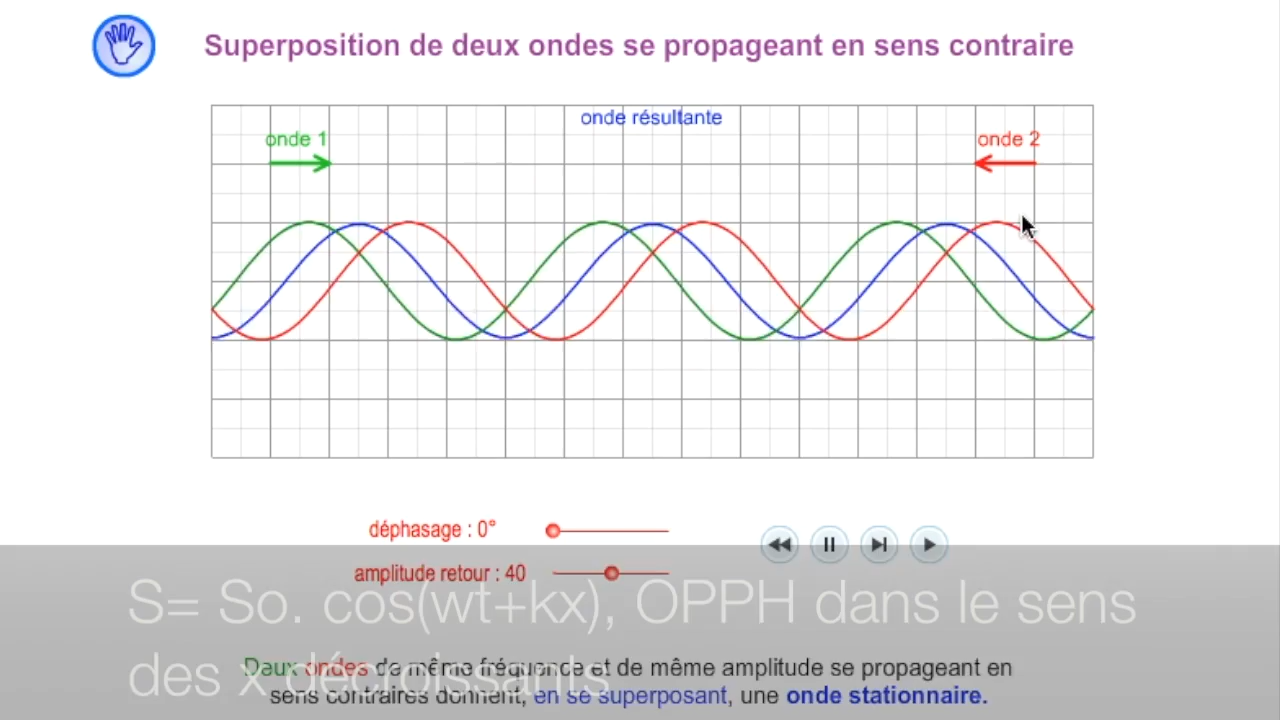 Superposition de deux ondes se propageant en sens contraire
onde résultante
onde 1
onde 2
déphasage : 0°
amplitude retour : 40
S= So. cos(wt+kx), OPPH dans le sens
des x décroissants
Deux ondes de même fréquence et de même amplitude se propageant en
sens contraires donnent, en se superposant, une onde stationnaire.